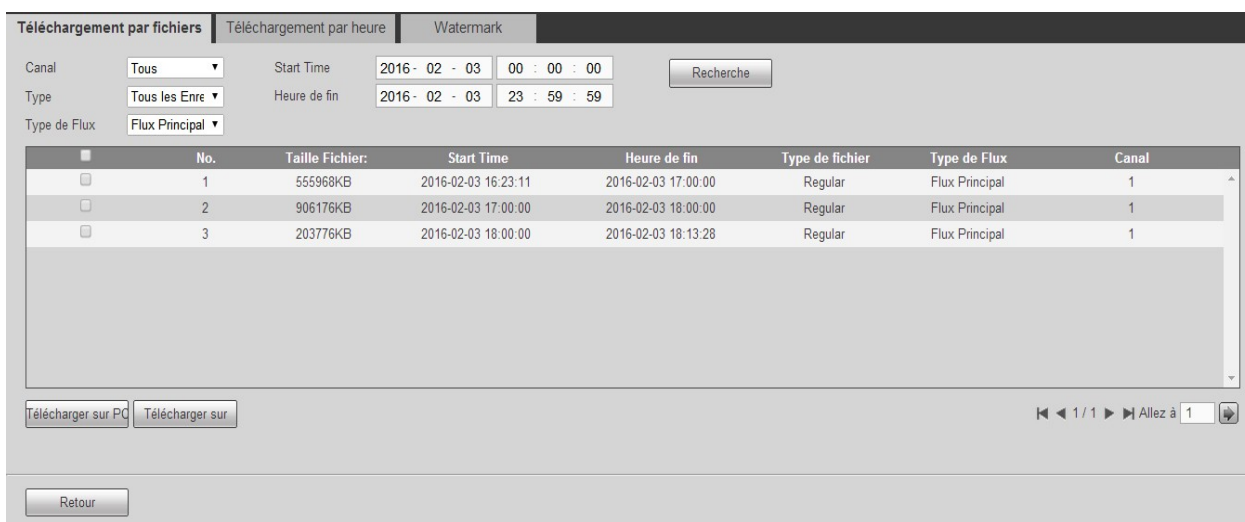 Téléchargement par fichiers Téléchargement par heure Watermark
Canal Tous Start Time 2016 - 02 - 03 00 : 00 : 00 Recherche
Type Tous les Enre Heure de fin 2016 - 02 - 03 23 : 59 : 59
Type de Flux Flux Principal
No. Taille Fichier: Start Time Heure de fin Type de fichier Type de Flux Canal
1 555968KB 2016-02-03 16:23:11 2016-02-03 17:00:00 Regular Flux Principal 1
2 906176KB 2016-02-03 17:00:00 2016-02-03 18:00:00 Regular Flux Principal 1
3 203776KB 2016-02-03 18:00:00 2016-02-03 18:13:28 Regular Flux Principal 1
Télécharger sur PC Télécharger sur 1 / 1 Allez à 1
Retour